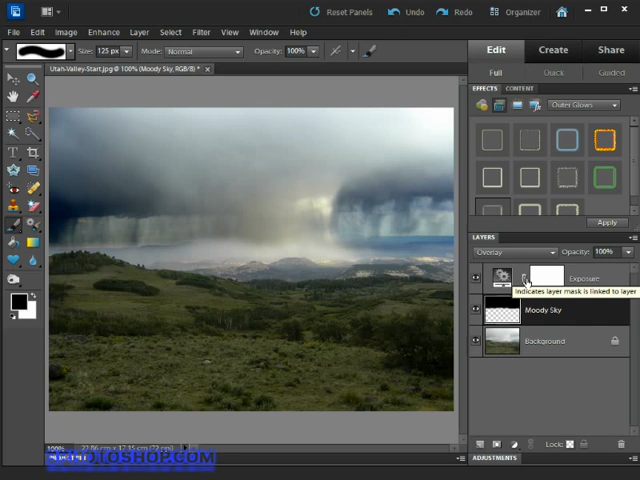 Reset Panels Undo Redo Organizer
File Edit Image Enhance Layer Select Filter View Window Help
Size: 125 px Mode: Normal Opacity: 100%
Edit Create Share
Utah-Valley-Start.jpg @ 100% (Moody Sky, RGB/8) * ×
Full Quick Guided
EFFECTS CONTENT
Outer Glows
Apply
LAYERS
Overlay Opacity: 100%
Exposure
Indicates layer mask is linked to layer
Moody Sky
Background
Lock:
100%
ADJUSTMENTS